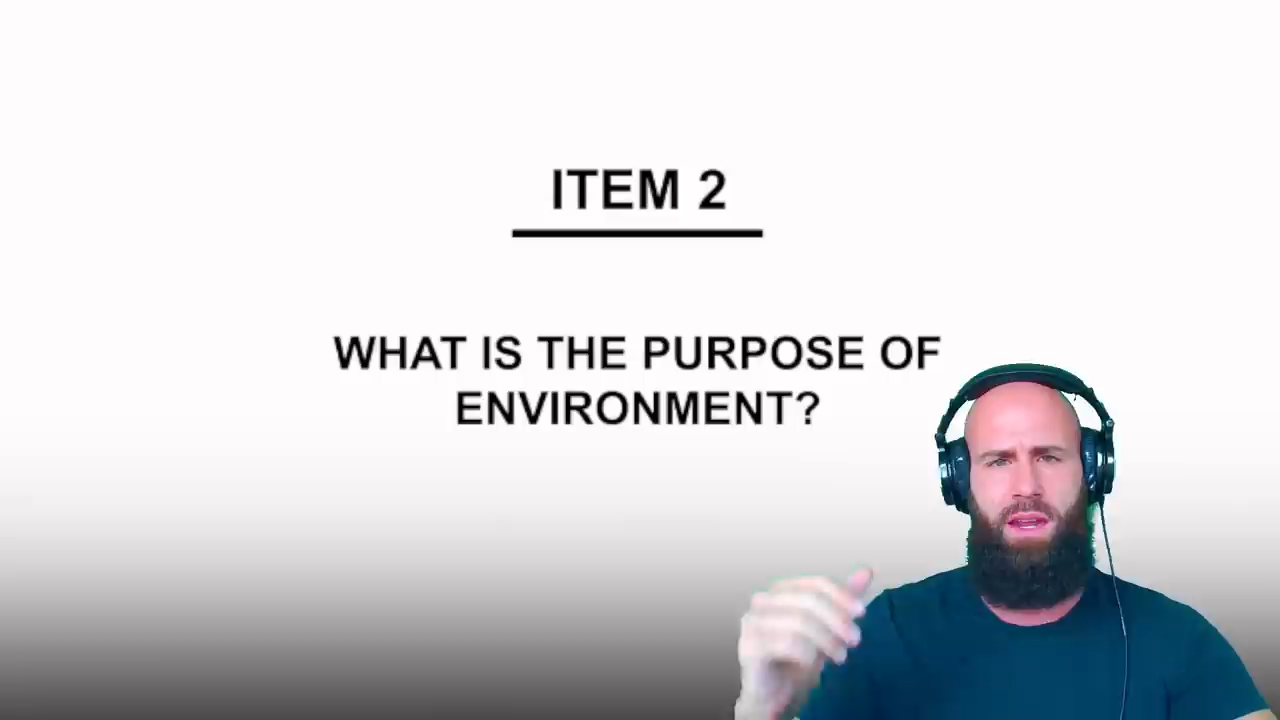 ITEM 2
WHAT IS THE PURPOSE OF
ENVIRONMENT?